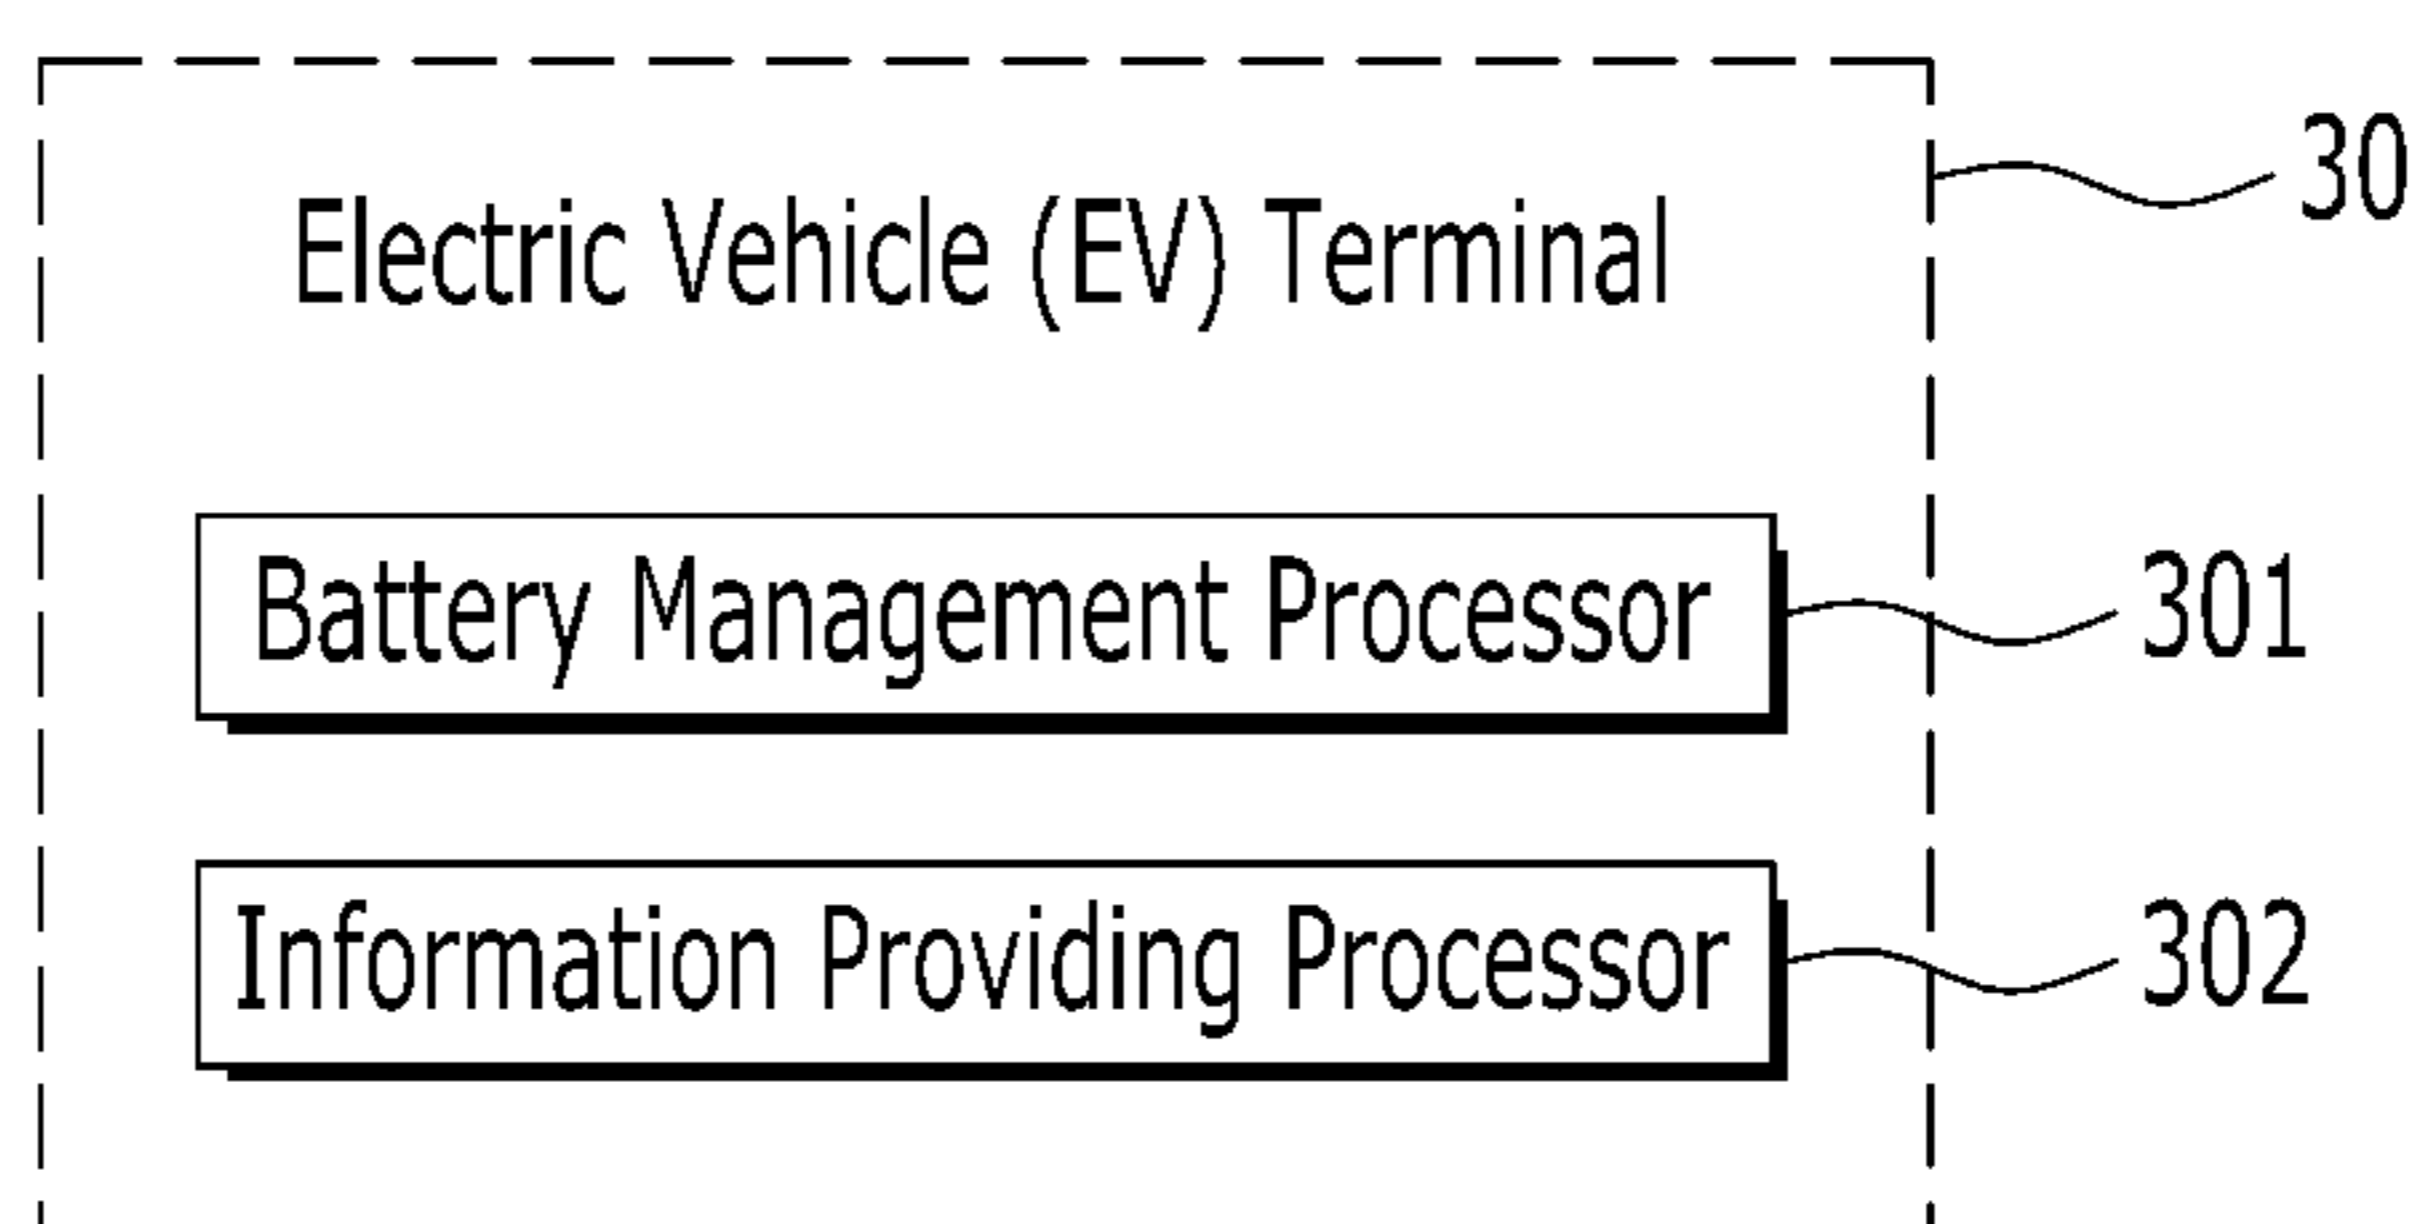 30
Electric Vehicle (EV) Terminal
Battery Management Processor
301
Information Providing Processor
302